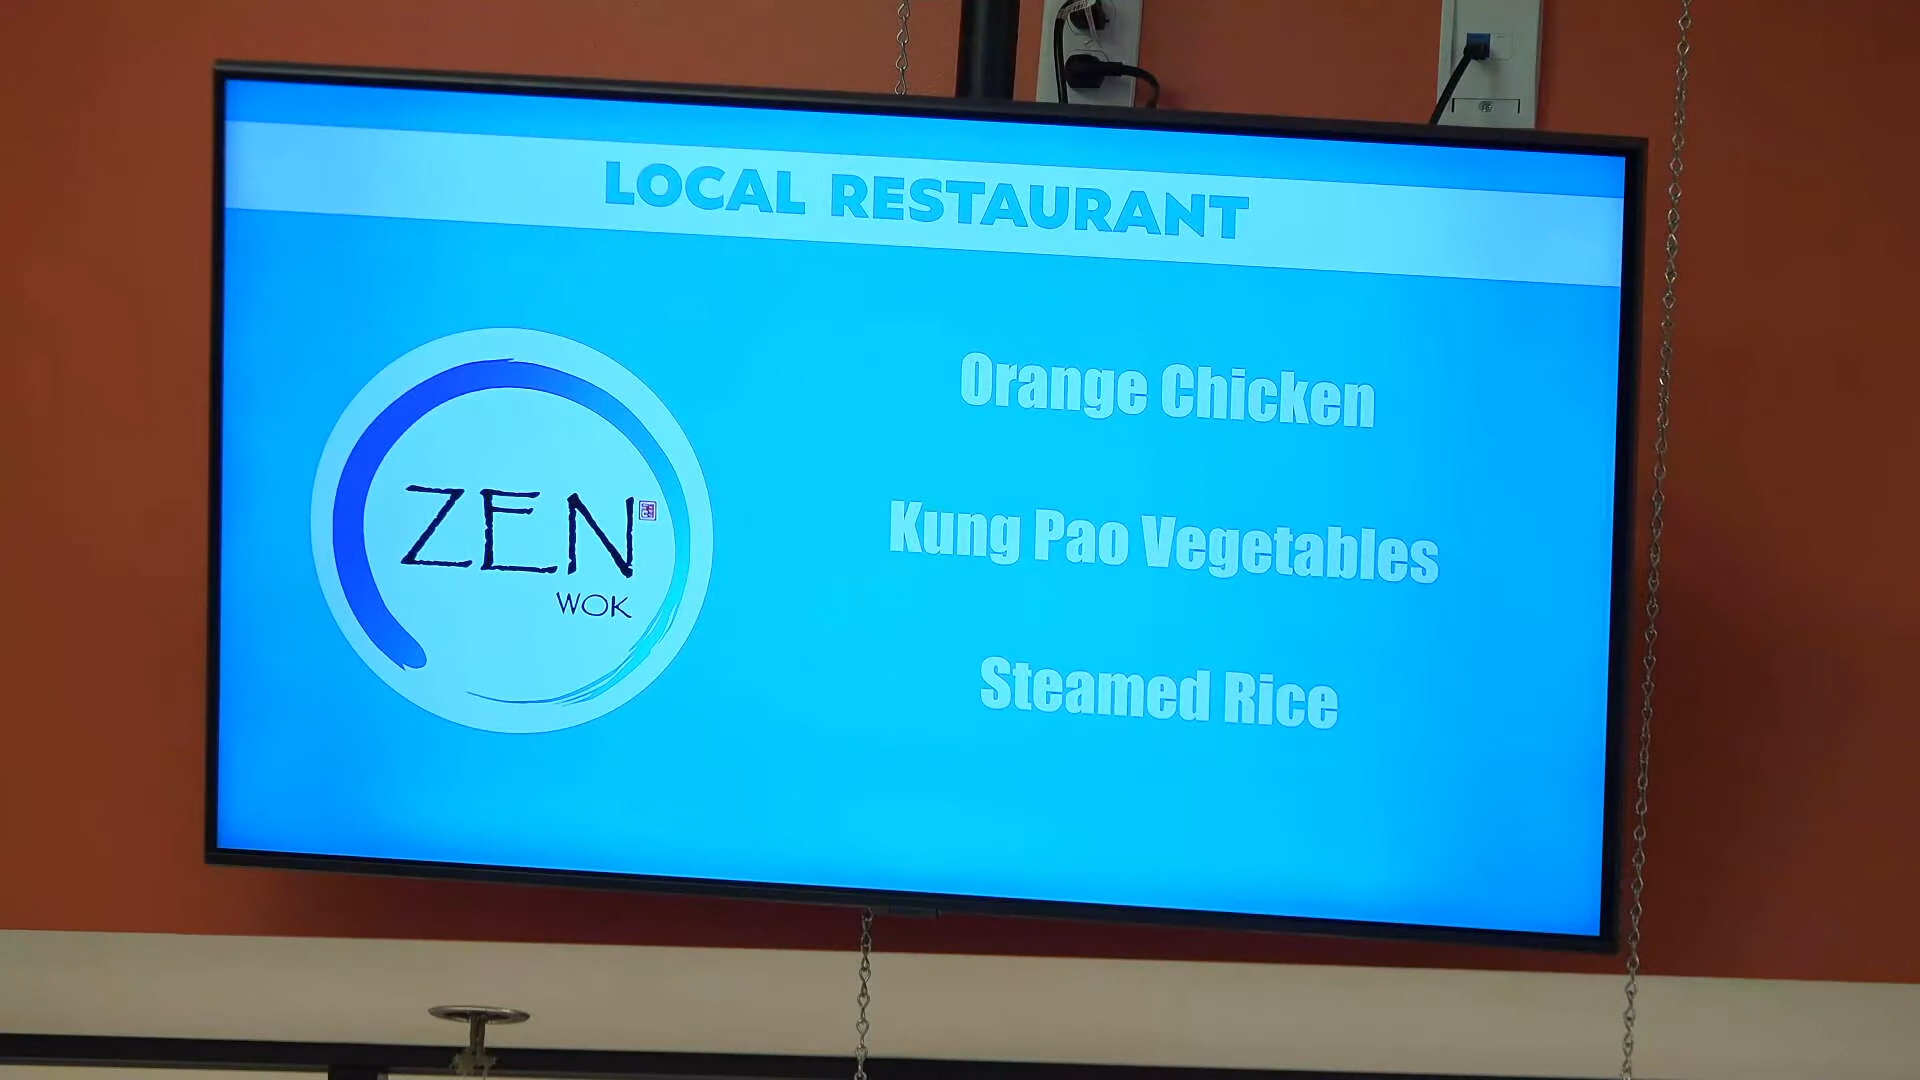 LOCAL RESTAURANT
ZEN
WOK
Orange Chicken
Kung Pao Vegetables
Steamed Rice